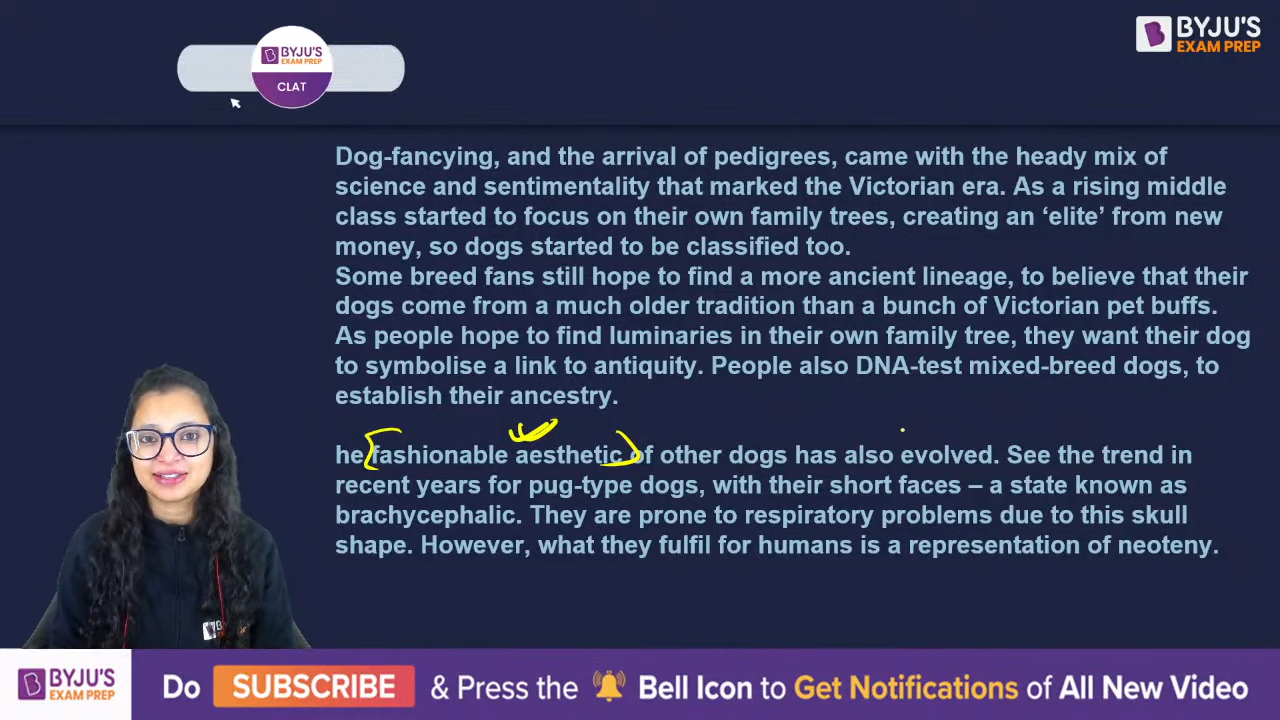 BYJU'S
EXAM PREP
CLAT
BYJU'S
EXAM PREP
Dog-fancying, and the arrival of pedigrees, came with the heady mix of
science and sentimentality that marked the Victorian era. As a rising middle
class started to focus on their own family trees, creating an ‘elite’ from new
money, so dogs started to be classified too.
Some breed fans still hope to find a more ancient lineage, to believe that their
dogs come from a much older tradition than a bunch of Victorian pet buffs.
As people hope to find luminaries in their own family tree, they want their dog
to symbolise a link to antiquity. People also DNA-test mixed-breed dogs, to
establish their ancestry.
he fashionable aesthetic of other dogs has also evolved. See the trend in
recent years for pug-type dogs, with their short faces – a state known as
brachycephalic. They are prone to respiratory problems due to this skull
shape. However, what they fulfil for humans is a representation of neoteny.
BYJU'S
EXAM PREP
Do SUBSCRIBE & Press the Bell Icon to Get Notifications of All New Video